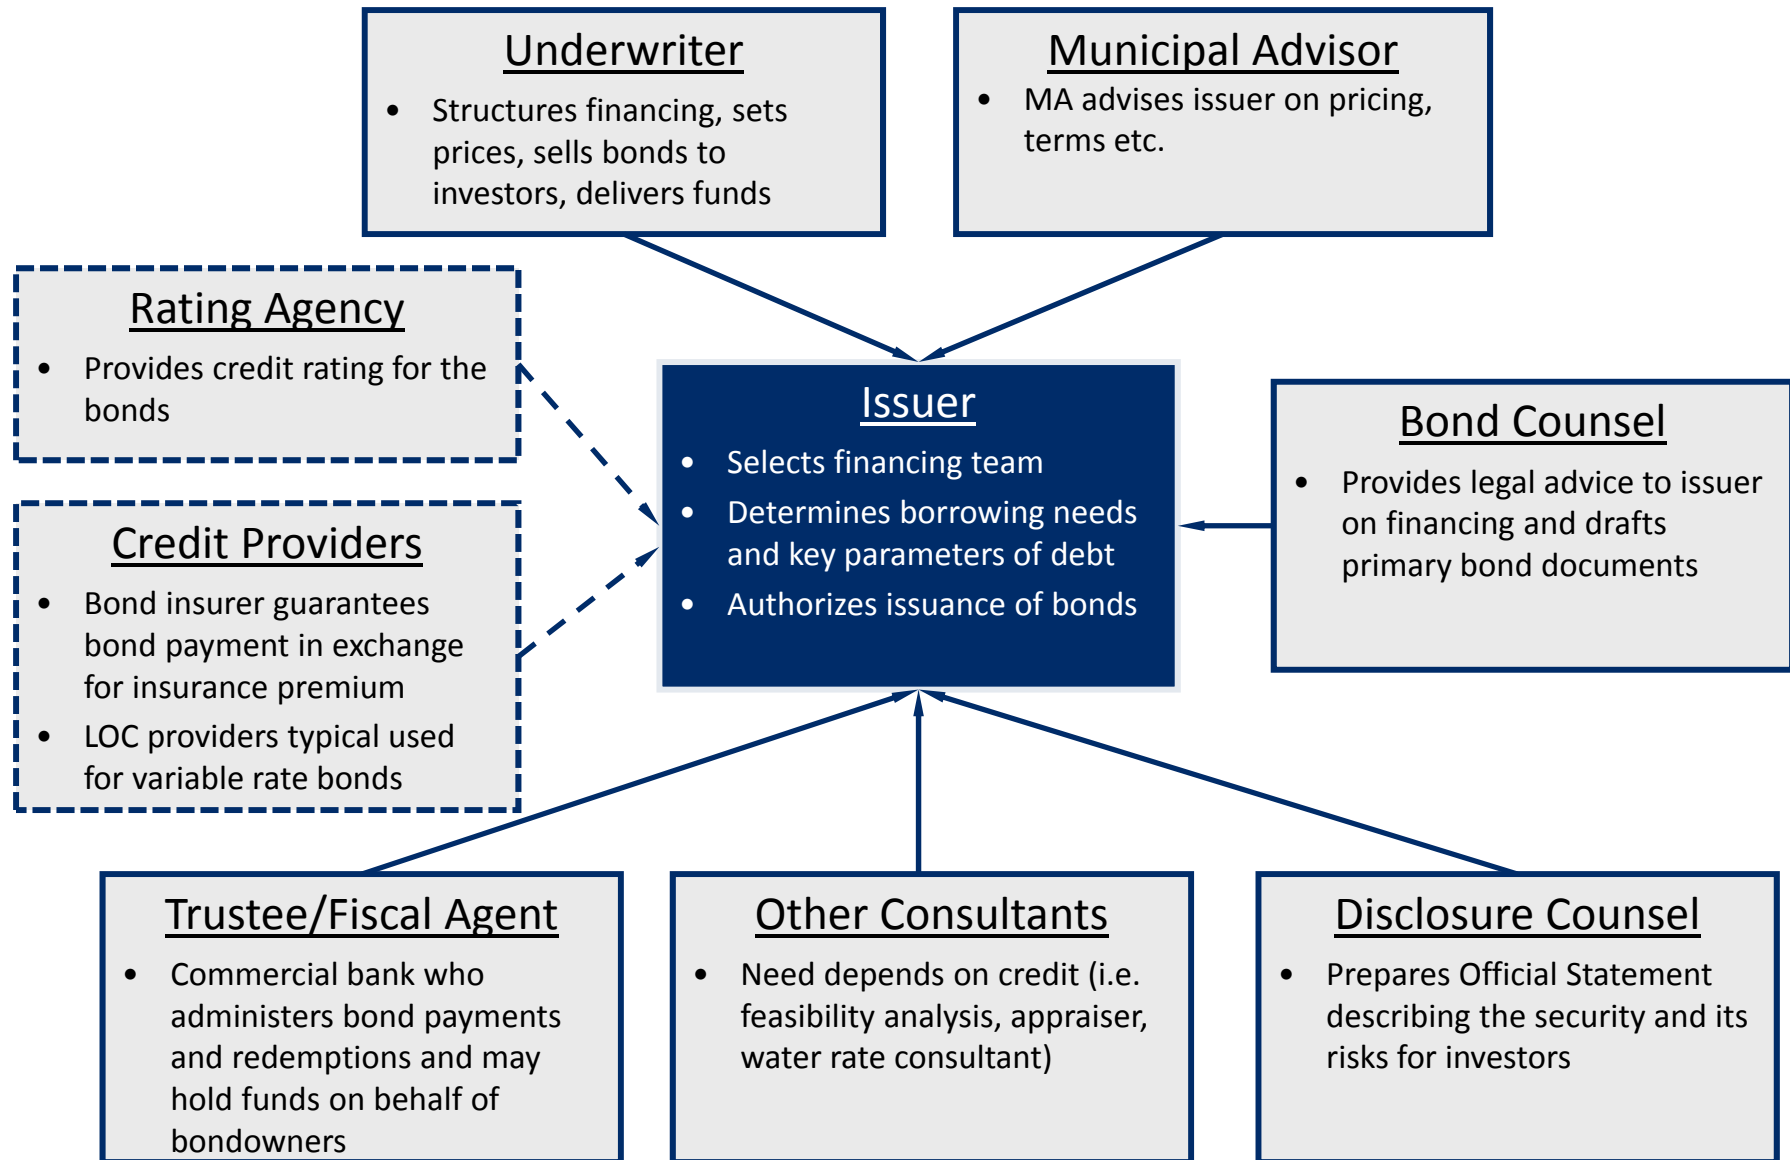 Underwriter
• Structures financing, sets
prices, sells bonds to
investors, delivers funds
Municipal Advisor
• MA advises issuer on pricing,
terms etc.
Rating Agency
• Provides credit rating for the
bonds
Credit Providers
• Bond insurer guarantees
bond payment in exchange
for insurance premium
• LOC providers typical used
for variable rate bonds
Issuer
• Selects financing team
• Determines borrowing needs
and key parameters of debt
• Authorizes issuance of bonds
Bond Counsel
• Provides legal advice to issuer
on financing and drafts
primary bond documents
Trustee/Fiscal Agent
• Commercial bank who
administers bond payments
and redemptions and may
hold funds on behalf of
bondowners
Other Consultants
• Need depends on credit (i.e.
feasibility analysis, appraiser,
water rate consultant)
Disclosure Counsel
• Prepares Official Statement
describing the security and its
risks for investors